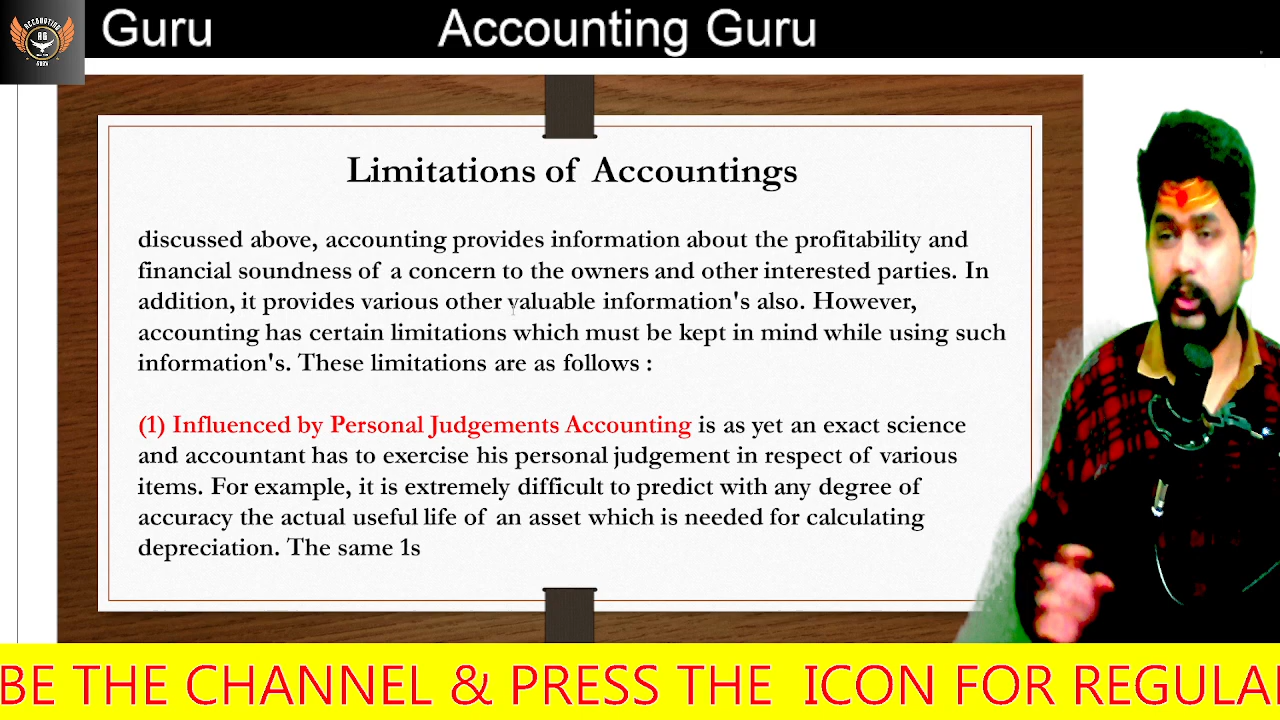 Guru Accounting Guru
ACCOUNTING
AG
GURU
Limitations of Accountings
discussed above, accounting provides information about the profitability and
financial soundness of a concern to the owners and other interested parties. In
addition, it provides various other valuable information's also. However,
accounting has certain limitations which must be kept in mind while using such
information's. These limitations are as follows :
(1) Influenced by Personal Judgements Accounting is as yet an exact science
and accountant has to exercise his personal judgement in respect of various
items. For example, it is extremely difficult to predict with any degree of
accuracy the actual useful life of an asset which is needed for calculating
depreciation. The same 1s
BE THE CHANNEL & PRESS THE ICON FOR REGULA